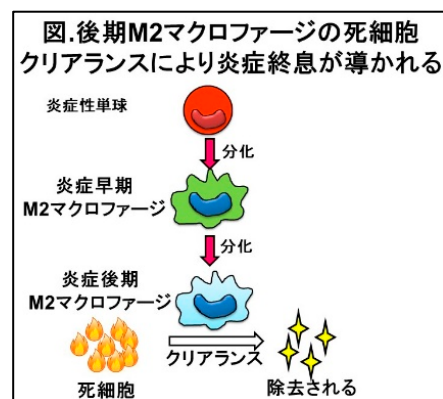 図.後期M2マクロファージの死細胞
クリアランスにより炎症終息が導かれる
炎症性単球
分化
炎症早期
M2マクロファージ
分化
炎症後期
M2マクロファージ
クリアランス
死細胞
除去される